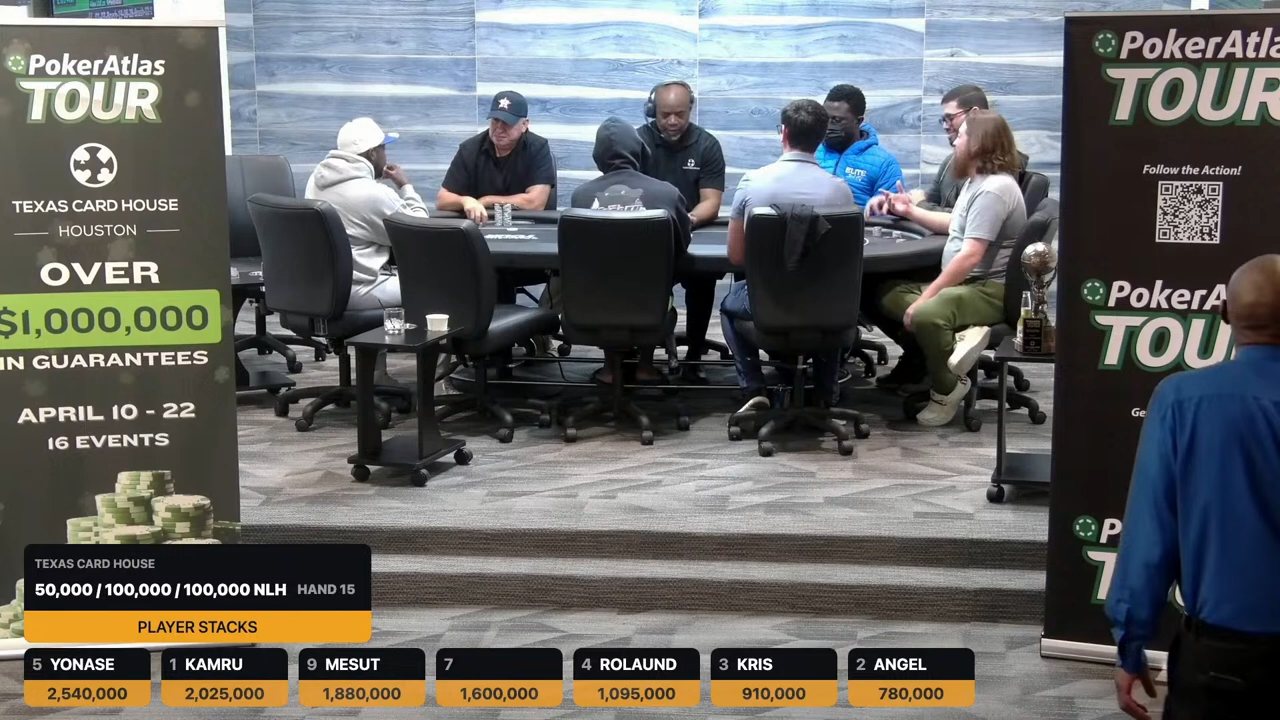 PokerAtlas
TOUR
TEXAS CARD HOUSE
HOUSTON
OVER
$1,000,000
IN GUARANTEES
APRIL 10 - 22
16 EVENTS
ELITE
PokerAtla
TOUR
Follow the Action!
PokerA
TOU
Ge
TEXAS CARD HOUSE
50,000 / 100,000 / 100,000 NLH HAND 15
PLAYER STACKS
5 YONASE
2,540,000
1 KAMRU
2,025,000
9 MESUT
1,880,000
7
1,600,000
4 ROLAUND
1,095,000
3 KRIS
910,000
2 ANGEL
780,000